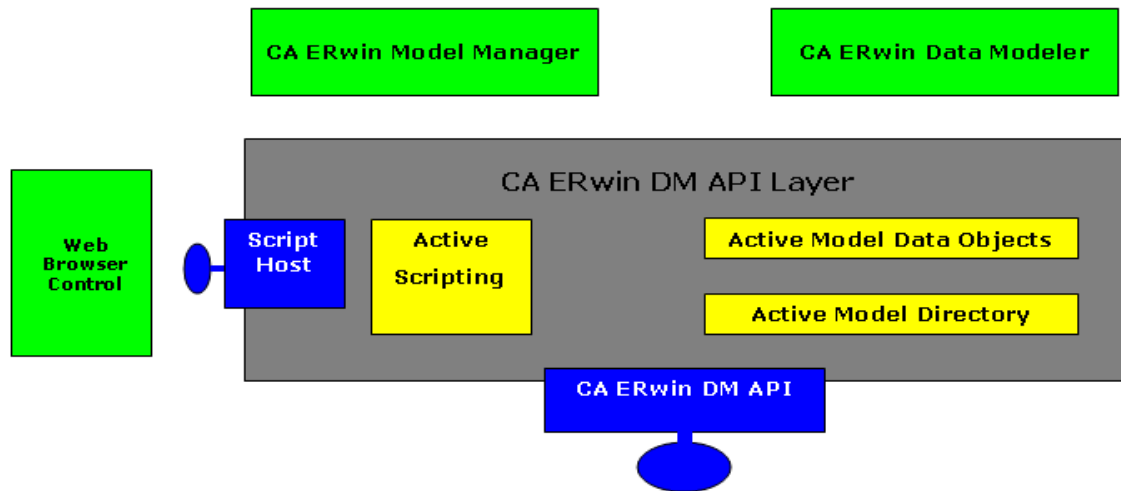 CA ERwin Model Manager
CA ERwin Data Modeler
CA ERwin DM API Layer
Web
Browser
Control
Script
Host
Active
Scripting
Active Model Data Objects
Active Model Directory
CA ERwin DM API